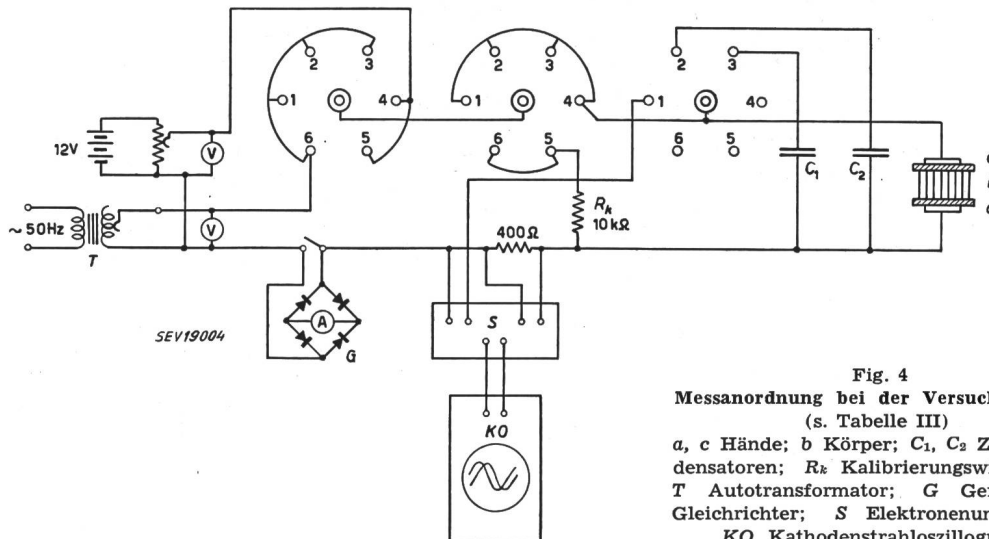 2
3
1
4
6
5
2
3
1
4
6
5
2
3
1
4
6
5
12V
V
~ 50Hz
T
V
A
G
SEV19004
Rk
10kΩ
400Ω
C1
C2
S
KO
Fig. 4
Messanordnung bei der Versuch
(s. Tabelle III)
a, c Hände; b Körper; C1, C2 Z
densatoren; Rk Kalibrierungsw
T Autotransformator; G Ge
Gleichrichter; S Elektronenum
KO Kathodenstrahloszillog